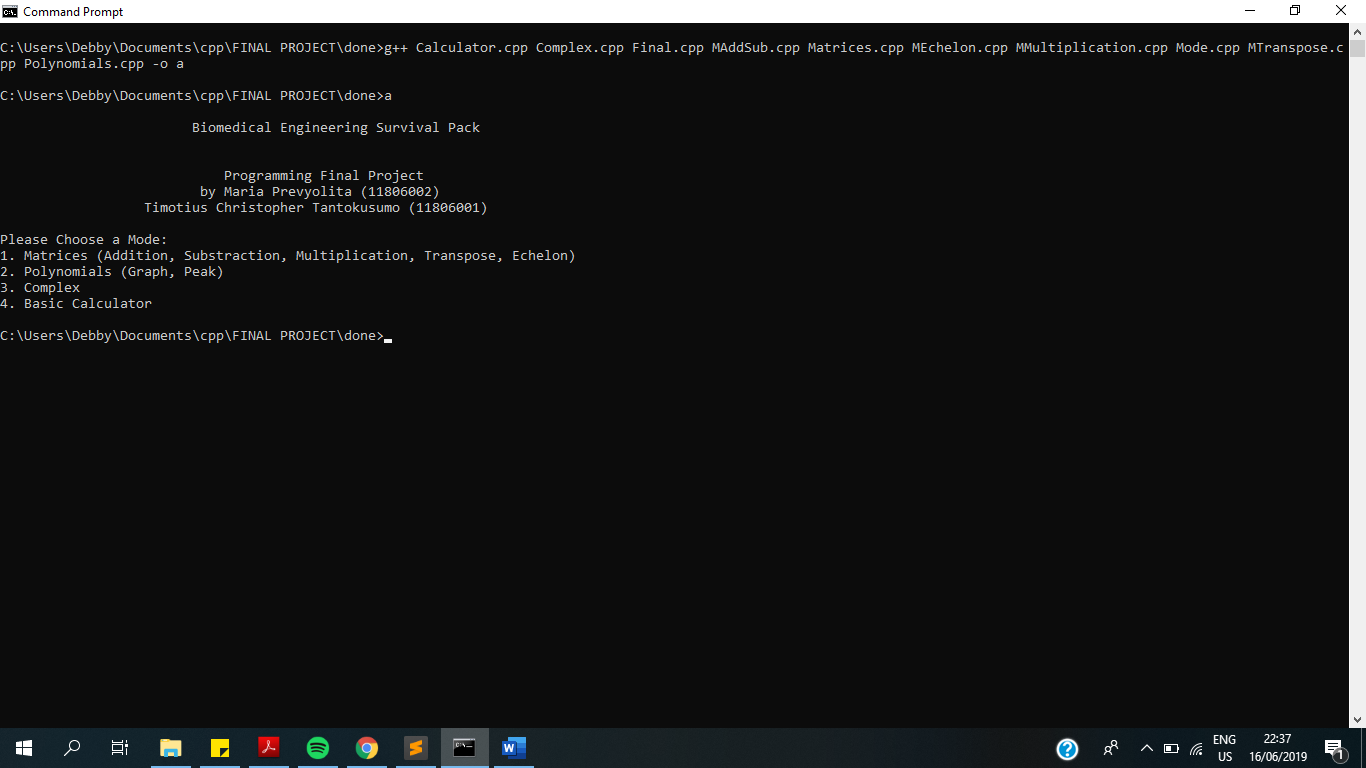 Command Prompt
C:\Users\Debby\Documents\cpp\FINAL PROJECT\done>g++ Calculator.cpp Complex.cpp Final.cpp MAddSub.cpp Matrices.cpp MEchelon.cpp MMultiplication.cpp Mode.cpp MTranspose.c
pp Polynomials.cpp -o a
C:\Users\Debby\Documents\cpp\FINAL PROJECT\done>a
Biomedical Engineering Survival Pack
Programming Final Project
by Maria Prevyolita (11806002)
Timotius Christopher Tantokusumo (11806001)
Please Choose a Mode:
1. Matrices (Addition, Substraction, Multiplication, Transpose, Echelon)
2. Polynomials (Graph, Peak)
3. Complex
4. Basic Calculator
C:\Users\Debby\Documents\cpp\FINAL PROJECT\done>
ENG
US
22:37
16/06/2019
1